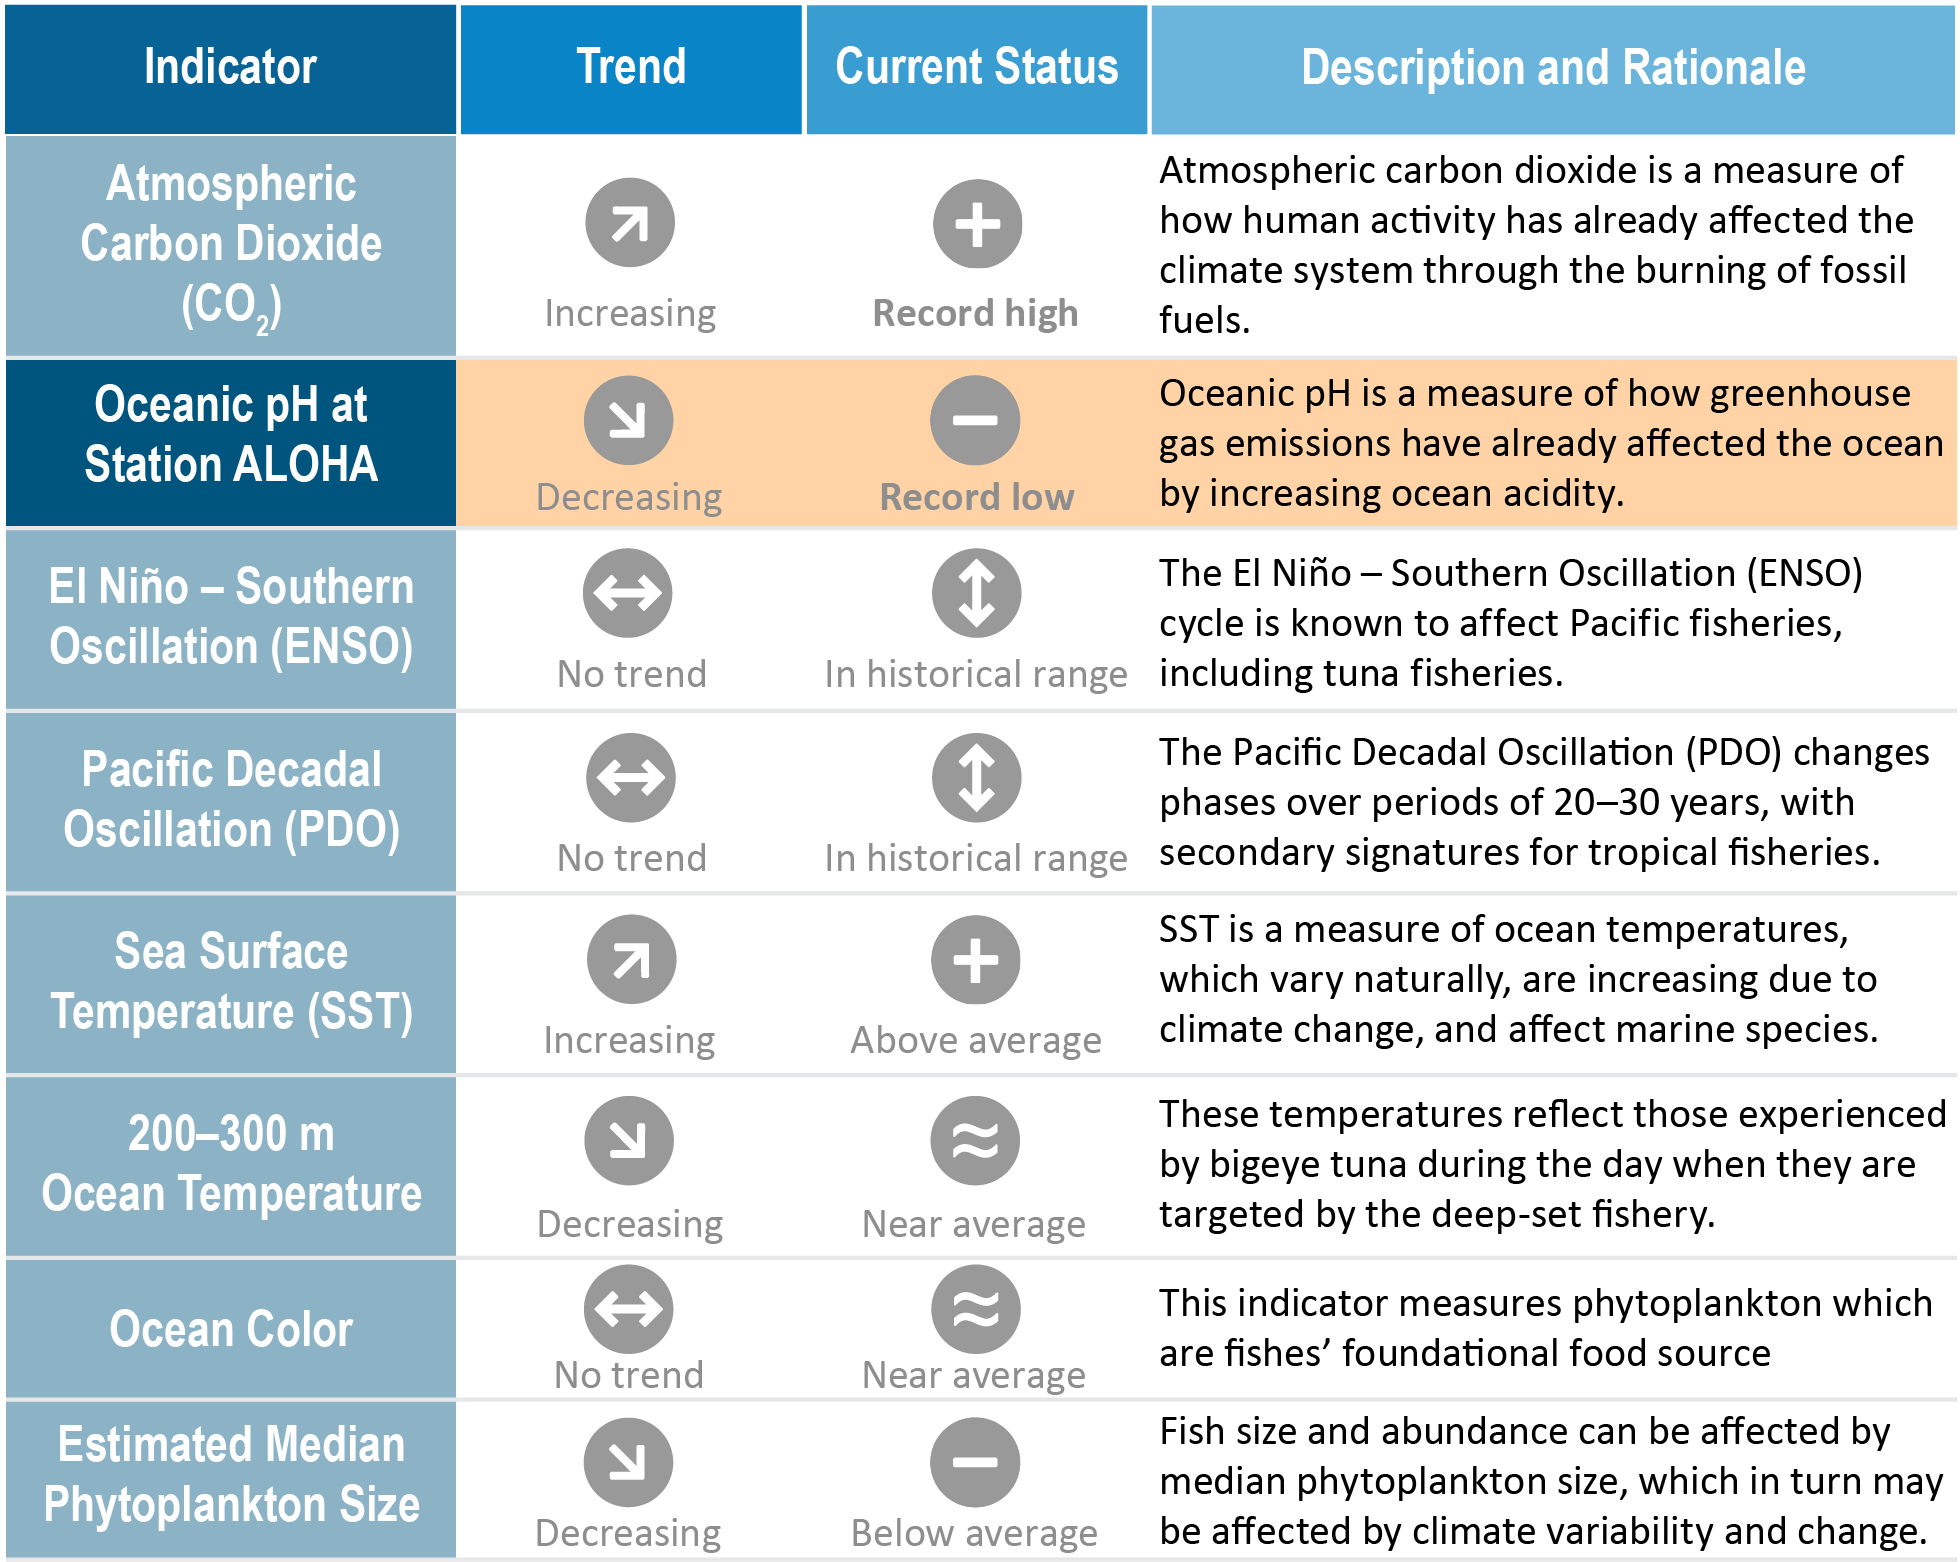 Indicator
Trend
Current Status
Description and Rationale
Atmospheric
Carbon Dioxide
(CO₂)
Increasing
Record high
Atmospheric carbon dioxide is a measure of
how human activity has already affected the
climate system through the burning of fossil
fuels.
Oceanic pH at
Station ALOHA
Decreasing
Record low
Oceanic pH is a measure of how greenhouse
gas emissions have already affected the ocean
by increasing ocean acidity.
El Niño – Southern
Oscillation (ENSO)
No trend
In historical range
The El Niño – Southern Oscillation (ENSO)
cycle is known to affect Pacific fisheries,
including tuna fisheries.
Pacific Decadal
Oscillation (PDO)
No trend
In historical range
The Pacific Decadal Oscillation (PDO) changes
phases over periods of 20–30 years, with
secondary signatures for tropical fisheries.
Sea Surface
Temperature (SST)
Increasing
Above average
SST is a measure of ocean temperatures,
which vary naturally, are increasing due to
climate change, and affect marine species.
200–300 m
Ocean Temperature
Decreasing
Near average
These temperatures reflect those experienced
by bigeye tuna during the day when they are
targeted by the deep-set fishery.
Ocean Color
No trend
Near average
This indicator measures phytoplankton which
are fishes’ foundational food source
Estimated Median
Phytoplankton Size
Decreasing
Below average
Fish size and abundance can be affected by
median phytoplankton size, which in turn may
be affected by climate variability and change.